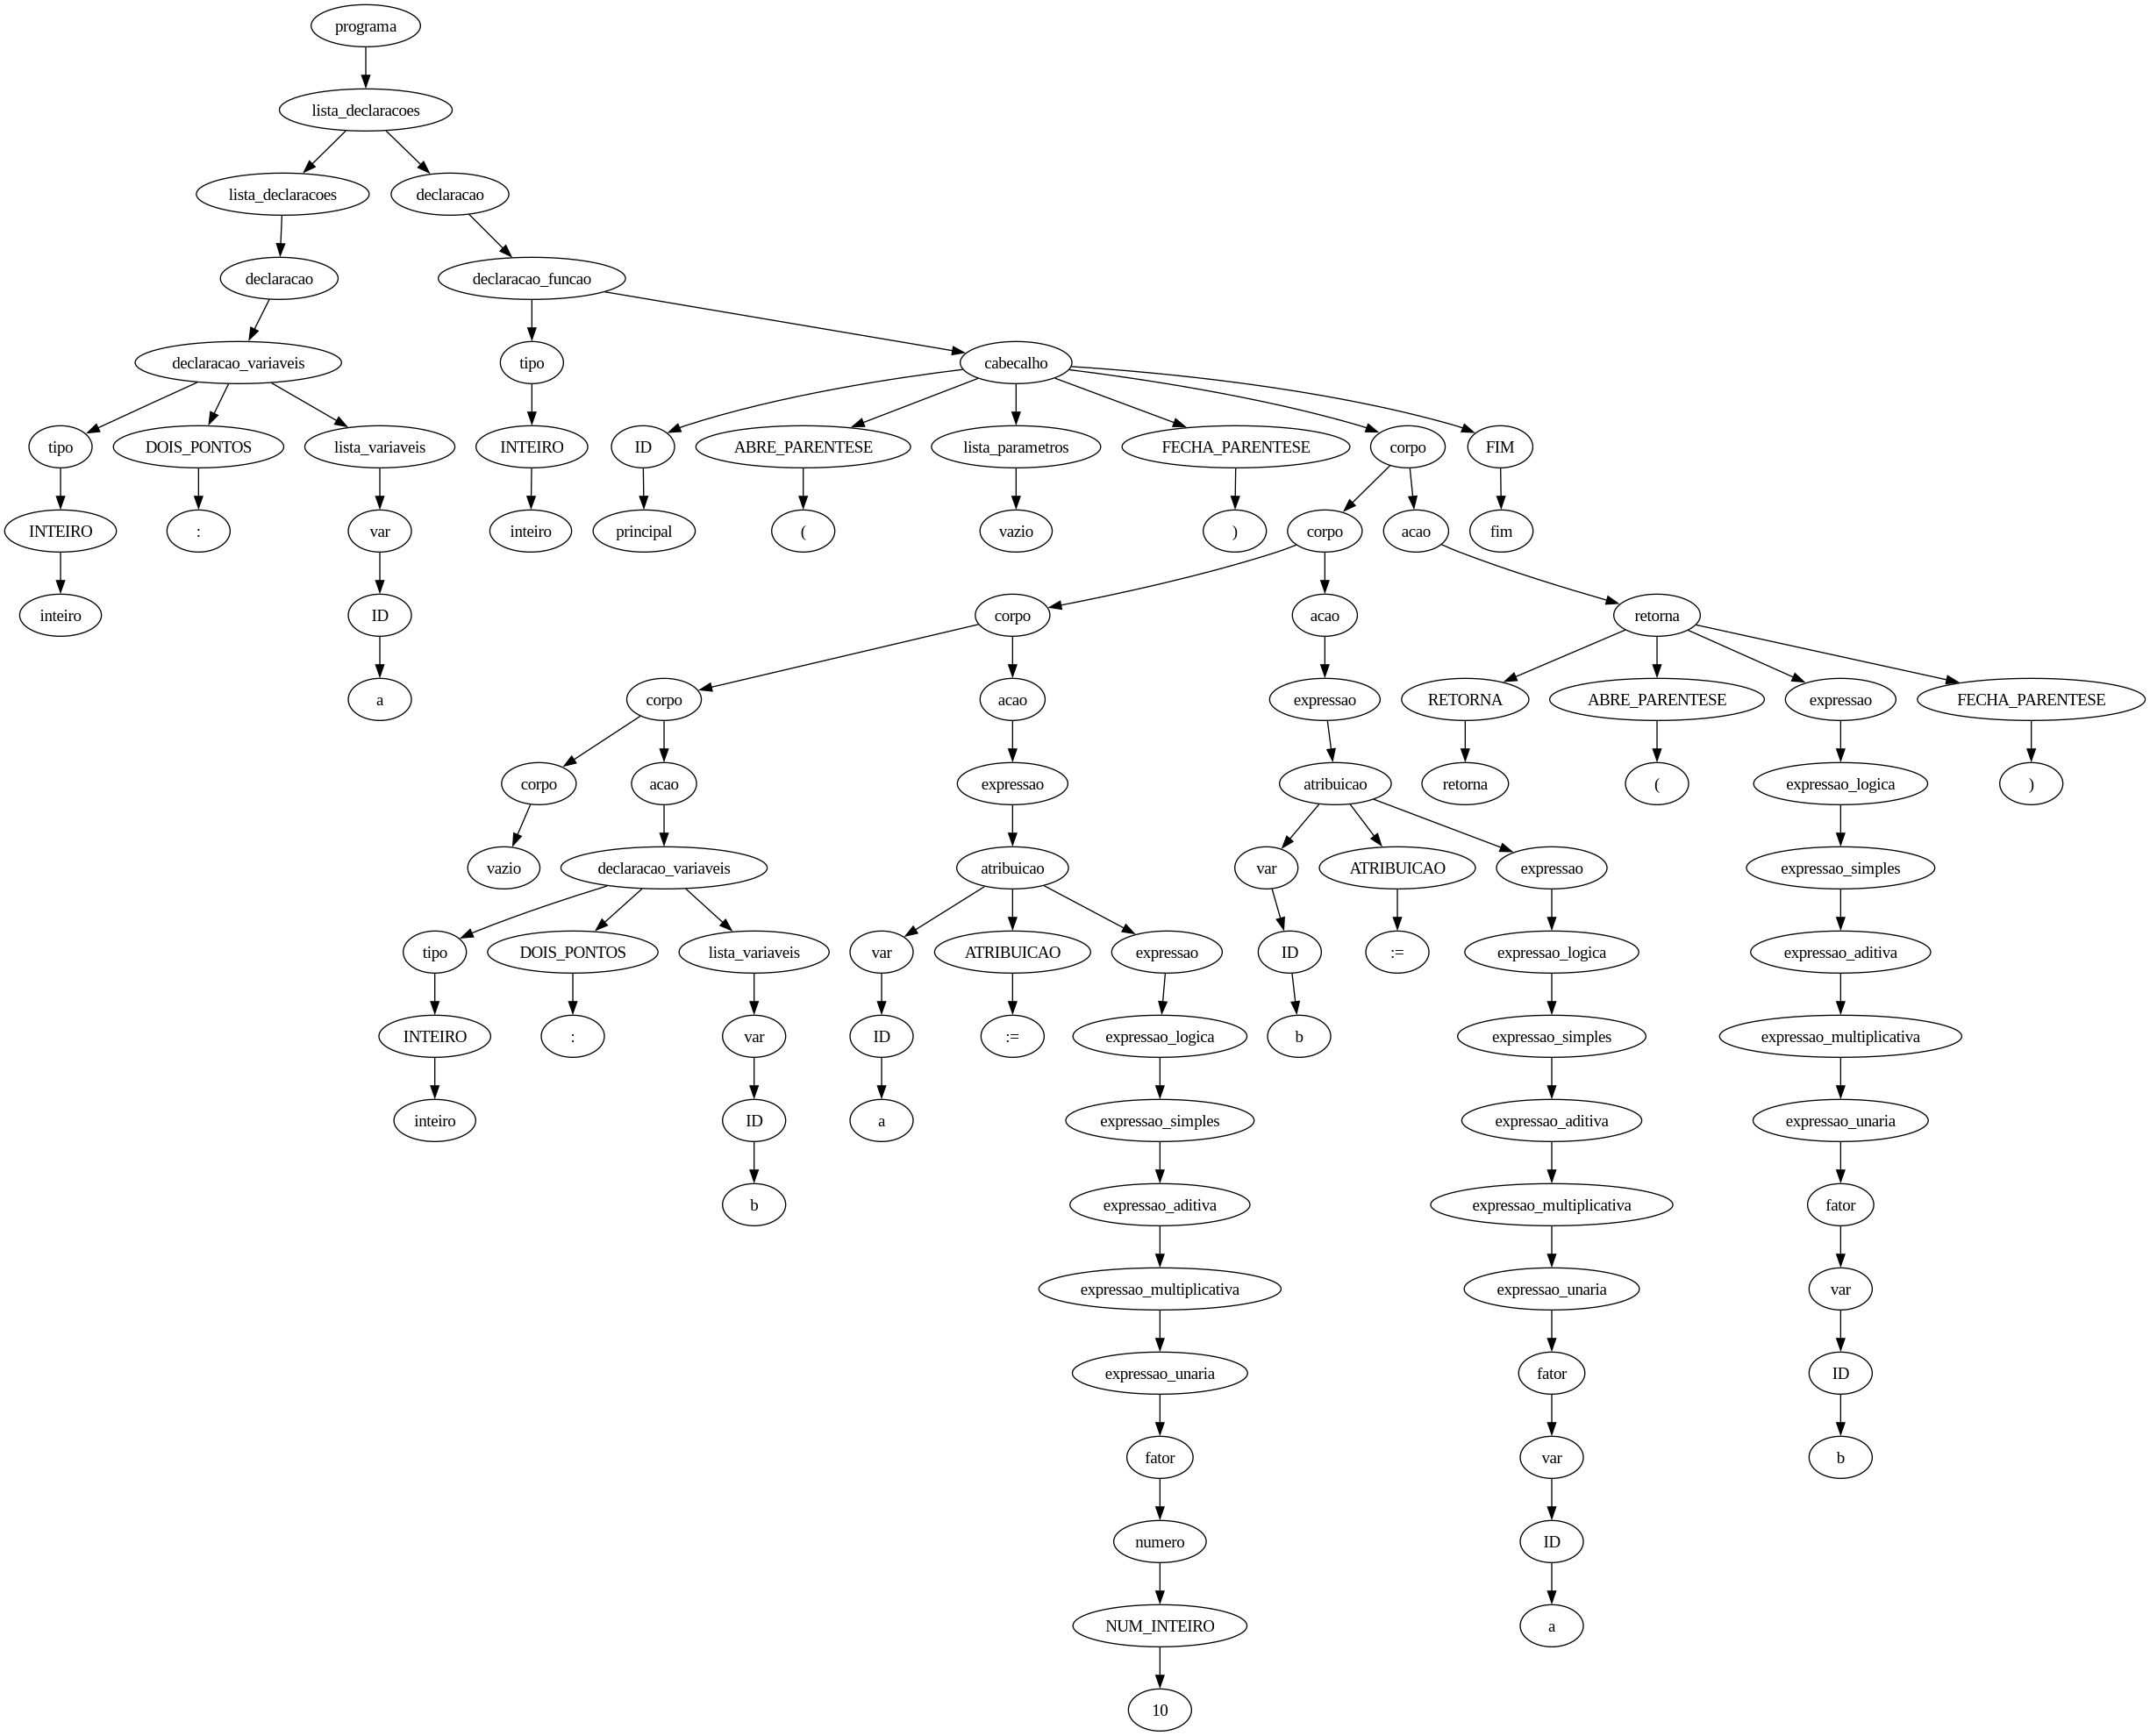 programa
lista_declaracoes
lista_declaracoes declaracao
declaracao declaracao_funcao
declaracao_variaveis tipo cabecalho
tipo DOIS_PONTOS lista_variaveis INTEIRO ID ABRE_PARENTESE lista_parametros FECHA_PARENTESE corpo FIM
INTEIRO : var inteiro principal ( vazio ) corpo acao fim
inteiro ID corpo acao retorna
a corpo acao expressao RETORNA ABRE_PARENTESE expressao FECHA_PARENTESE
corpo acao expressao atribuicao retorna ( expressao_logica )
vazio declaracao_variaveis atribuicao var ATRIBUICAO expressao expressao_simples
tipo DOIS_PONTOS lista_variaveis var ATRIBUICAO expressao ID := expressao_logica expressao_aditiva
INTEIRO : var ID := expressao_logica b expressao_simples expressao_multiplicativa
inteiro ID a expressao_simples expressao_aditiva expressao_unaria
b expressao_aditiva expressao_multiplicativa fator
expressao_multiplicativa expressao_unaria var
expressao_unaria fator ID
fator var b
numero ID
NUM_INTEIRO a
10